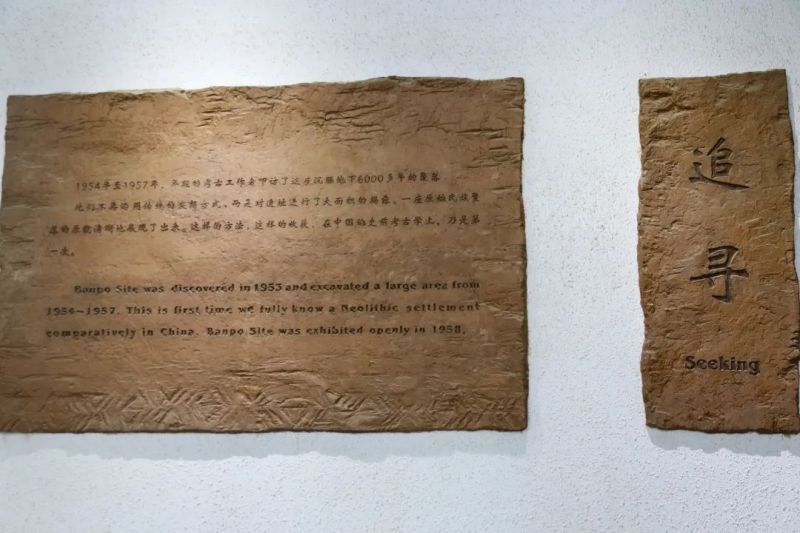 1954年至1957年，年轻的考古工作者叩访了这座沉睡地下6000多年的聚落
他们不再沿用传统的发掘方式，而是对遗址进行了大面积的揭露，一座原始氏族聚
落的原貌清晰地展现了出来。这样的方法，这样的收获，在中国的史前考古学上，乃是第
一次。
Banpo Site was discovered in 1953 and excavated a large area from
1954—1957. This is first time we fully know a Neolithic settlement
comparatively in China. Banpo Site was exhibited openly in 1958.
追
寻
Seeking